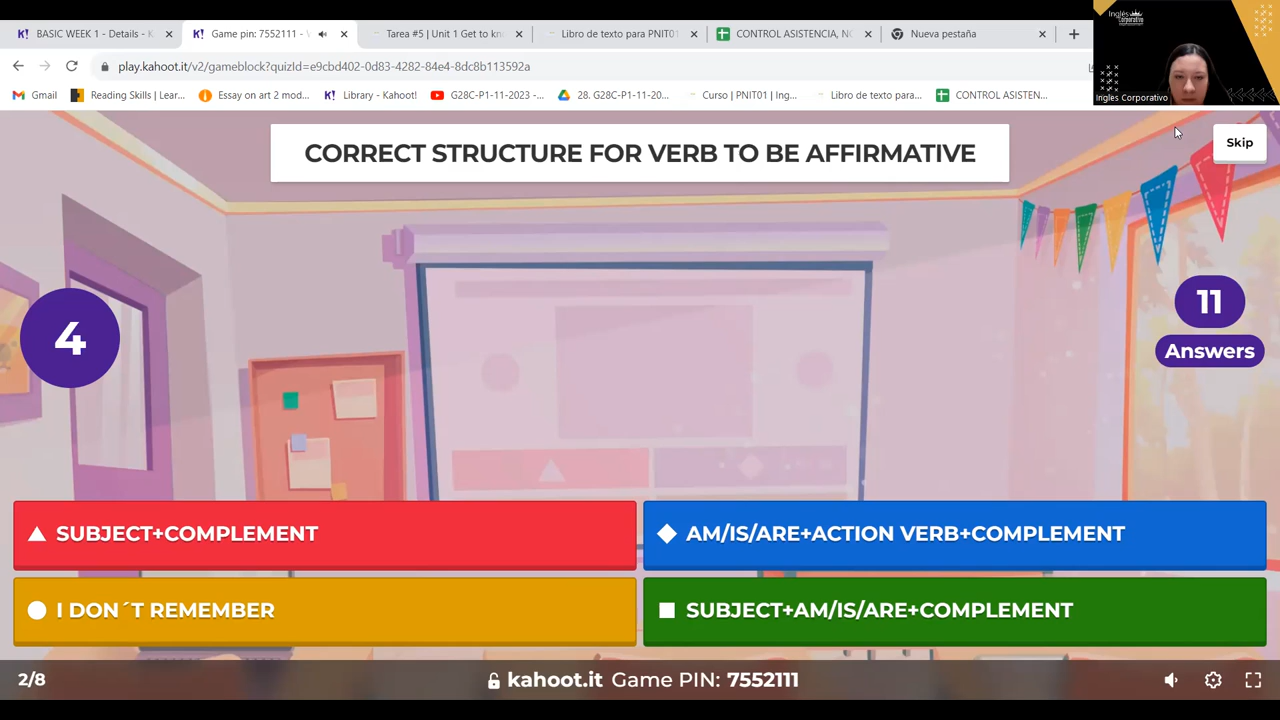 BASIC WEEK 1 - Details - K
Game pin: 7552111 -
Tarea #5 | Unit 1 Get to kn
Libro de texto para PNIT01
CONTROL ASISTENCIA, NO
Nueva pestaña
Inglés
Corporativo
play.kahoot.it/v2/gameblock?quizId=e9cbd402-0d83-4282-84e4-8dc8b113592a
Gmail
Reading Skills | Lear...
Essay on art 2 mod...
Library - Kahoot
G28C-P1-11-2023 -...
28. G28C-P1-11-20...
Curso | PNIT01 | Ing...
Libro de texto para...
CONTROL ASISTEN...
Ingles Corporativo
CORRECT STRUCTURE FOR VERB TO BE AFFIRMATIVE
Skip
4
11
Answers
SUBJECT+COMPLEMENT
AM/IS/ARE+ACTION VERB+COMPLEMENT
I DON´T REMEMBER
SUBJECT+AM/IS/ARE+COMPLEMENT
2/8
kahoot.it Game PIN: 7552111